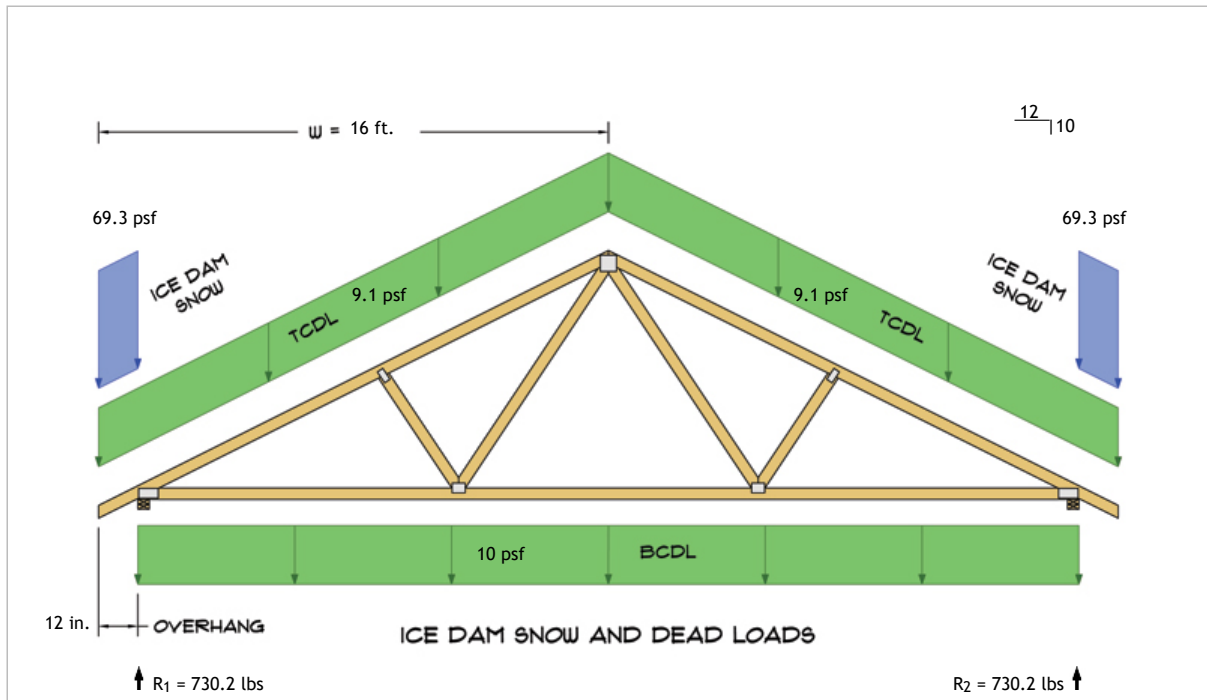 W = 16 ft.
12
10
69.3 psf
69.3 psf
ICE DAM
SNOW
ICE DAM
SNOW
9.1 psf
9.1 psf
TCDL
TCDL
10 psf
BCDL
12 in.
OVERHANG
ICE DAM SNOW AND DEAD LOADS
R1 = 730.2 lbs
R2 = 730.2 lbs